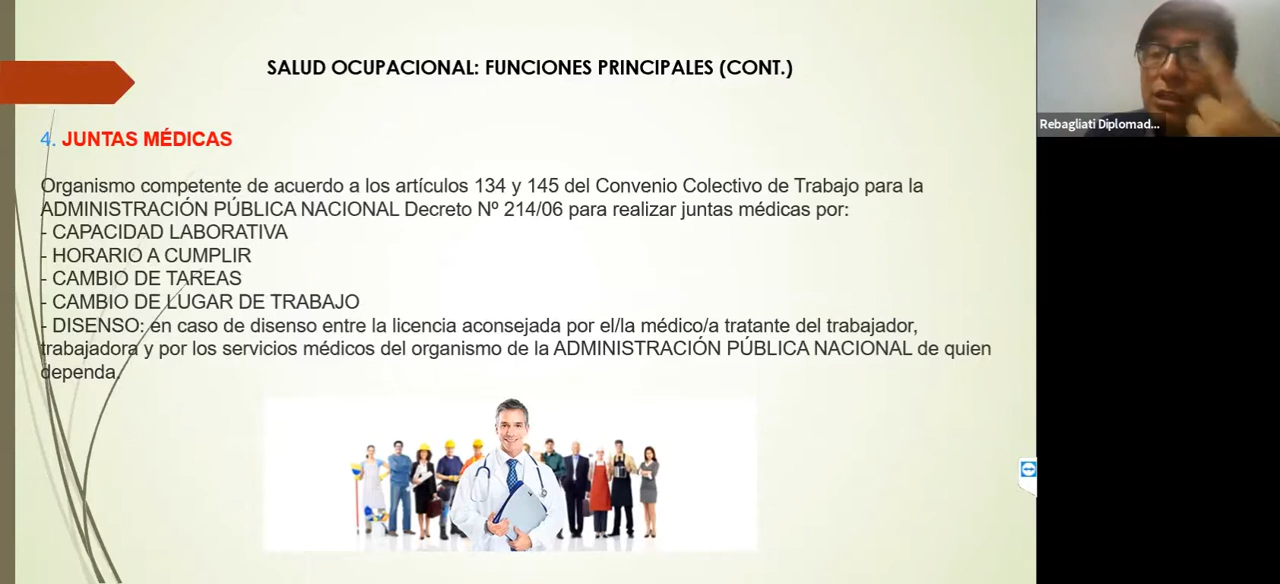 SALUD OCUPACIONAL: FUNCIONES PRINCIPALES (CONT.)
4. JUNTAS MÉDICAS
Organismo competente de acuerdo a los artículos 134 y 145 del Convenio Colectivo de Trabajo para la
ADMINISTRACIÓN PÚBLICA NACIONAL Decreto Nº 214/06 para realizar juntas médicas por:
- CAPACIDAD LABORATIVA
- HORARIO A CUMPLIR
- CAMBIO DE TAREAS
- CAMBIO DE LUGAR DE TRABAJO
- DISENSO: en caso de disenso entre la licencia aconsejada por el/la médico/a tratante del trabajador,
trabajadora y por los servicios médicos del organismo de la ADMINISTRACIÓN PÚBLICA NACIONAL de quien
dependa.
Rebagliati Diplomad...